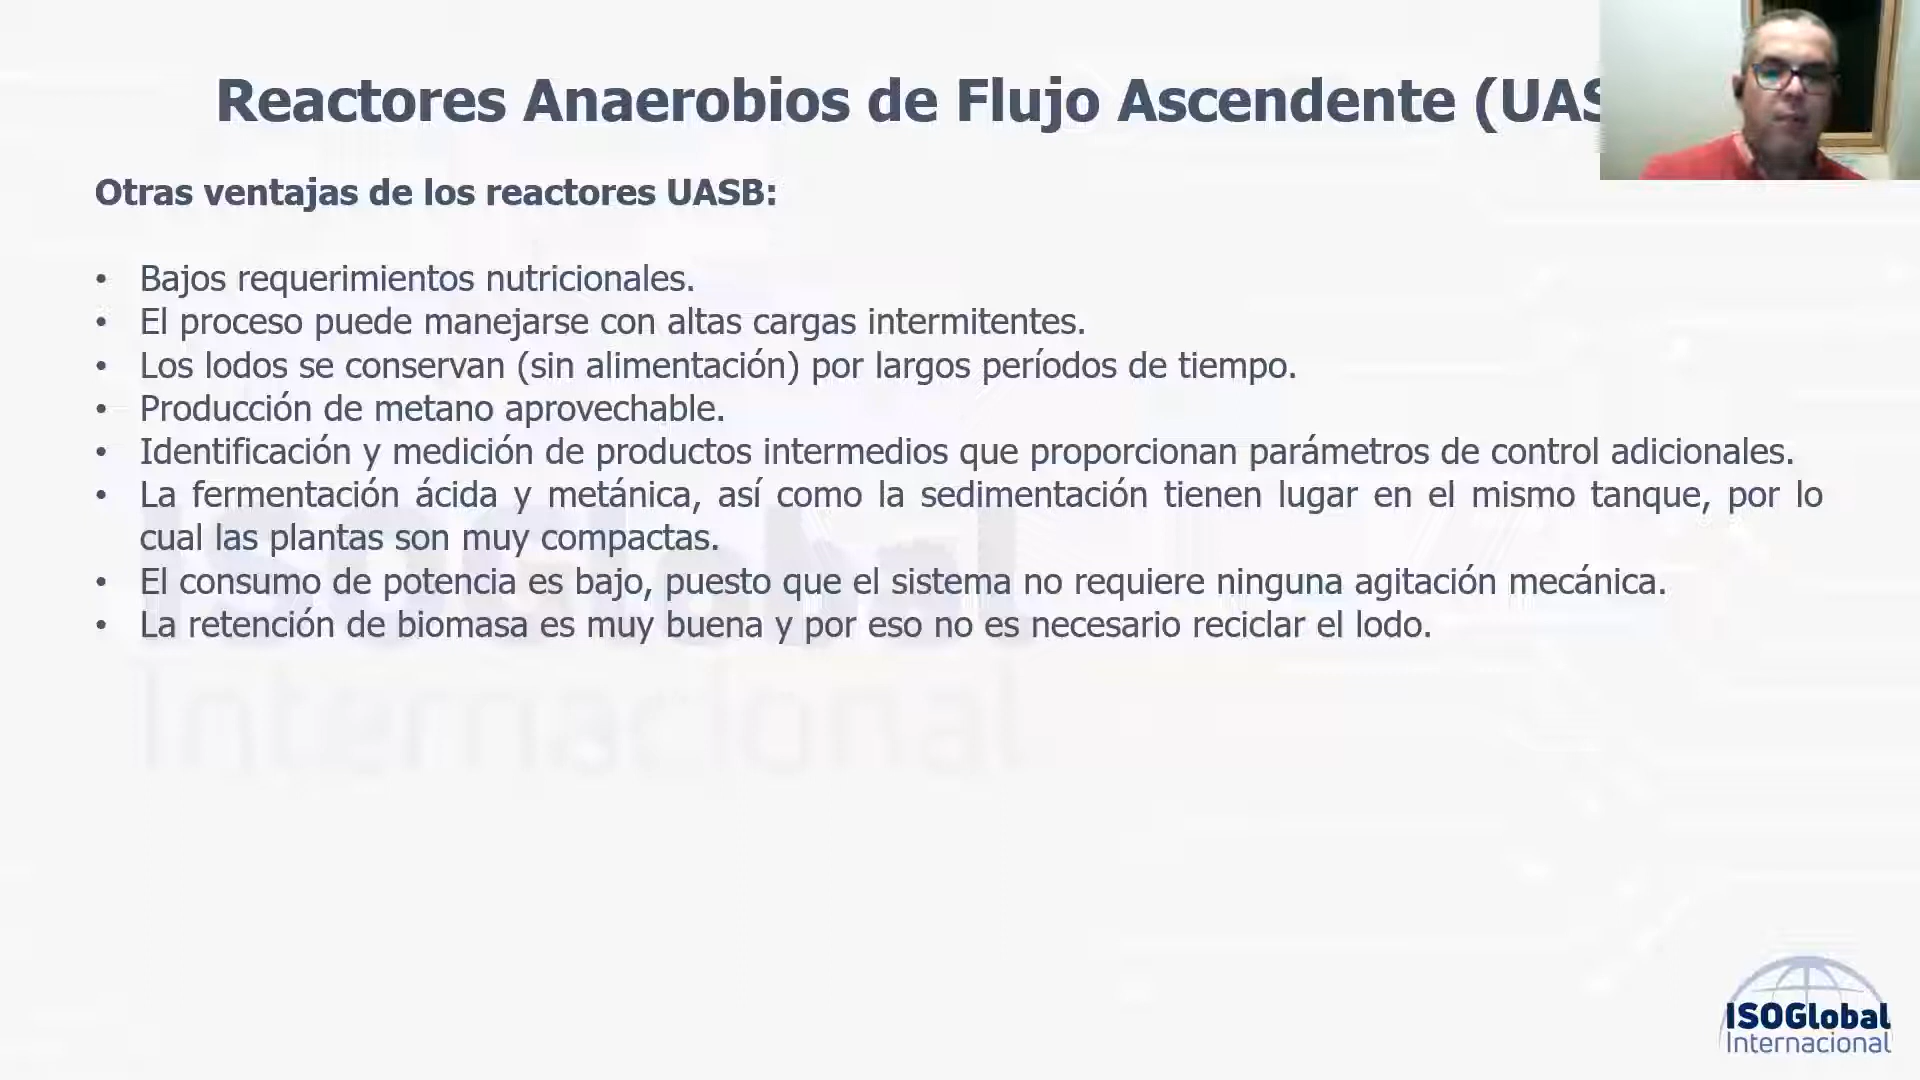 Reactores Anaerobios de Flujo Ascendente (UAS
Otras ventajas de los reactores UASB:
• Bajos requerimientos nutricionales.
• El proceso puede manejarse con altas cargas intermitentes.
• Los lodos se conservan (sin alimentación) por largos períodos de tiempo.
• Producción de metano aprovechable.
• Identificación y medición de productos intermedios que proporcionan parámetros de control adicionales.
• La fermentación ácida y metánica, así como la sedimentación tienen lugar en el mismo tanque, por lo
cual las plantas son muy compactas.
• El consumo de potencia es bajo, puesto que el sistema no requiere ninguna agitación mecánica.
• La retención de biomasa es muy buena y por eso no es necesario reciclar el lodo.
ISOGlobal
Internacional
ISOGlobal
Internacional